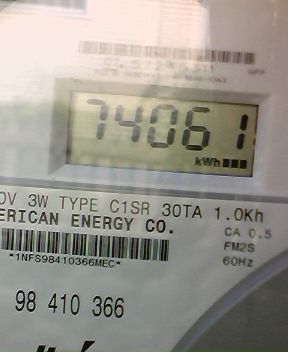 74061
kWh
0V 3W TYPE C1SR 30TA 1.0Kh
ERICAN ENERGY CO.
CA 0.5
FM2S
*1NFS98410366MEC*
60Hz
98 410 366